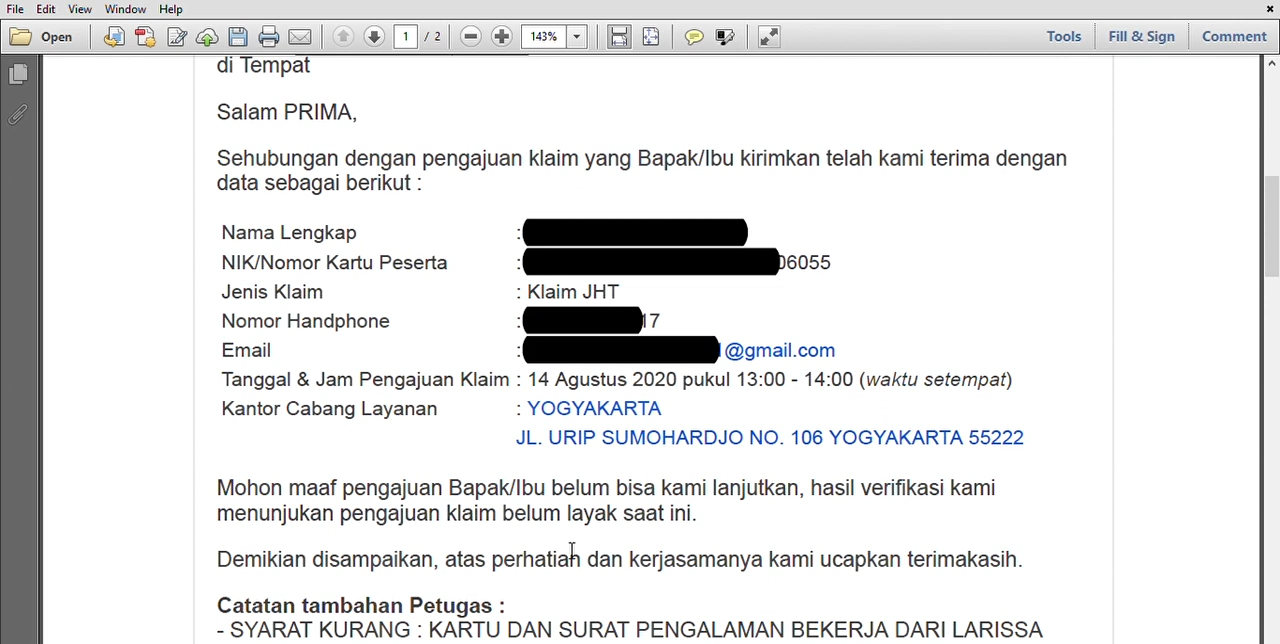 File Edit View Window Help
Open 1 / 2 143% Tools Fill & Sign Comment
di Tempat
Salam PRIMA,
Sehubungan dengan pengajuan klaim yang Bapak/Ibu kirimkan telah kami terima dengan
data sebagai berikut :
Nama Lengkap :
NIK/Nomor Kartu Peserta : 06055
Jenis Klaim : Klaim JHT
Nomor Handphone : 17
Email : @gmail.com
Tanggal & Jam Pengajuan Klaim : 14 Agustus 2020 pukul 13:00 - 14:00 (waktu setempat)
Kantor Cabang Layanan : YOGYAKARTA
JL. URIP SUMOHARDJO NO. 106 YOGYAKARTA 55222
Mohon maaf pengajuan Bapak/Ibu belum bisa kami lanjutkan, hasil verifikasi kami
menunjukan pengajuan klaim belum layak saat ini.
Demikian disampaikan, atas perhatian dan kerjasamanya kami ucapkan terimakasih.
Catatan tambahan Petugas :
- SYARAT KURANG : KARTU DAN SURAT PENGALAMAN BEKERJA DARI LARISSA